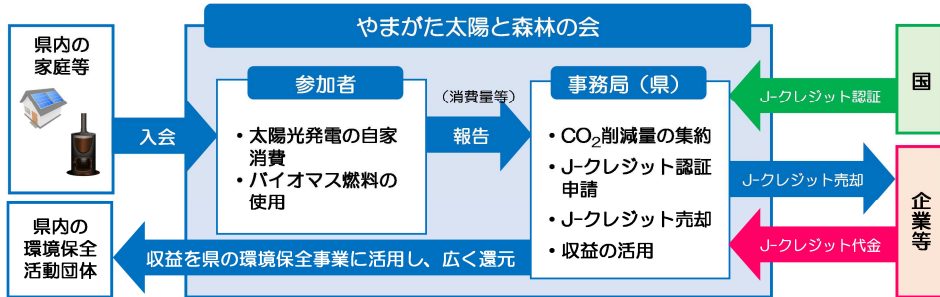 やまがた太陽と森林の会
県内の
家庭等
入会
参加者
・太陽光発電の自家
消費
・バイオマス燃料の
使用
(消費量等)
報告
事務局(県)
・CO₂削減量の集約
・J-クレジット認証
申請
・J-クレジット売却
・収益の活用
J-クレジット認証
国
J-クレジット売却
J-クレジット代金
企業等
収益を県の環境保全事業に活用し、広く還元
県内の
環境保全
活動団体